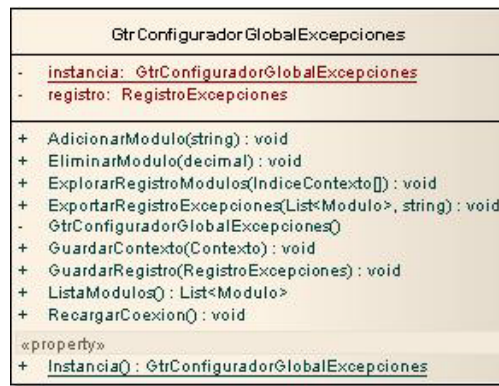 GtrConfiguradorGlobalExcepciones
- instancia: GtrConfiguradorGlobalExcepciones
- registro: RegistroExcepciones
+ AdicionarModulo(string) : void
+ EliminarModulo(decimal) : void
+ ExplorarRegistroModulos(IndiceContexto[]) : void
+ ExportarRegistroExcepciones(List<Modulo>, string) : void
- GtrConfiguradorGlobalExcepciones()
+ GuardarContexto(Contexto) : void
+ GuardarRegistro(RegistroExcepciones) : void
+ ListaModulos() : List<Modulo>
+ RecargarCoexion() : void
«property»
+ Instancia() : GtrConfiguradorGlobalExcepciones